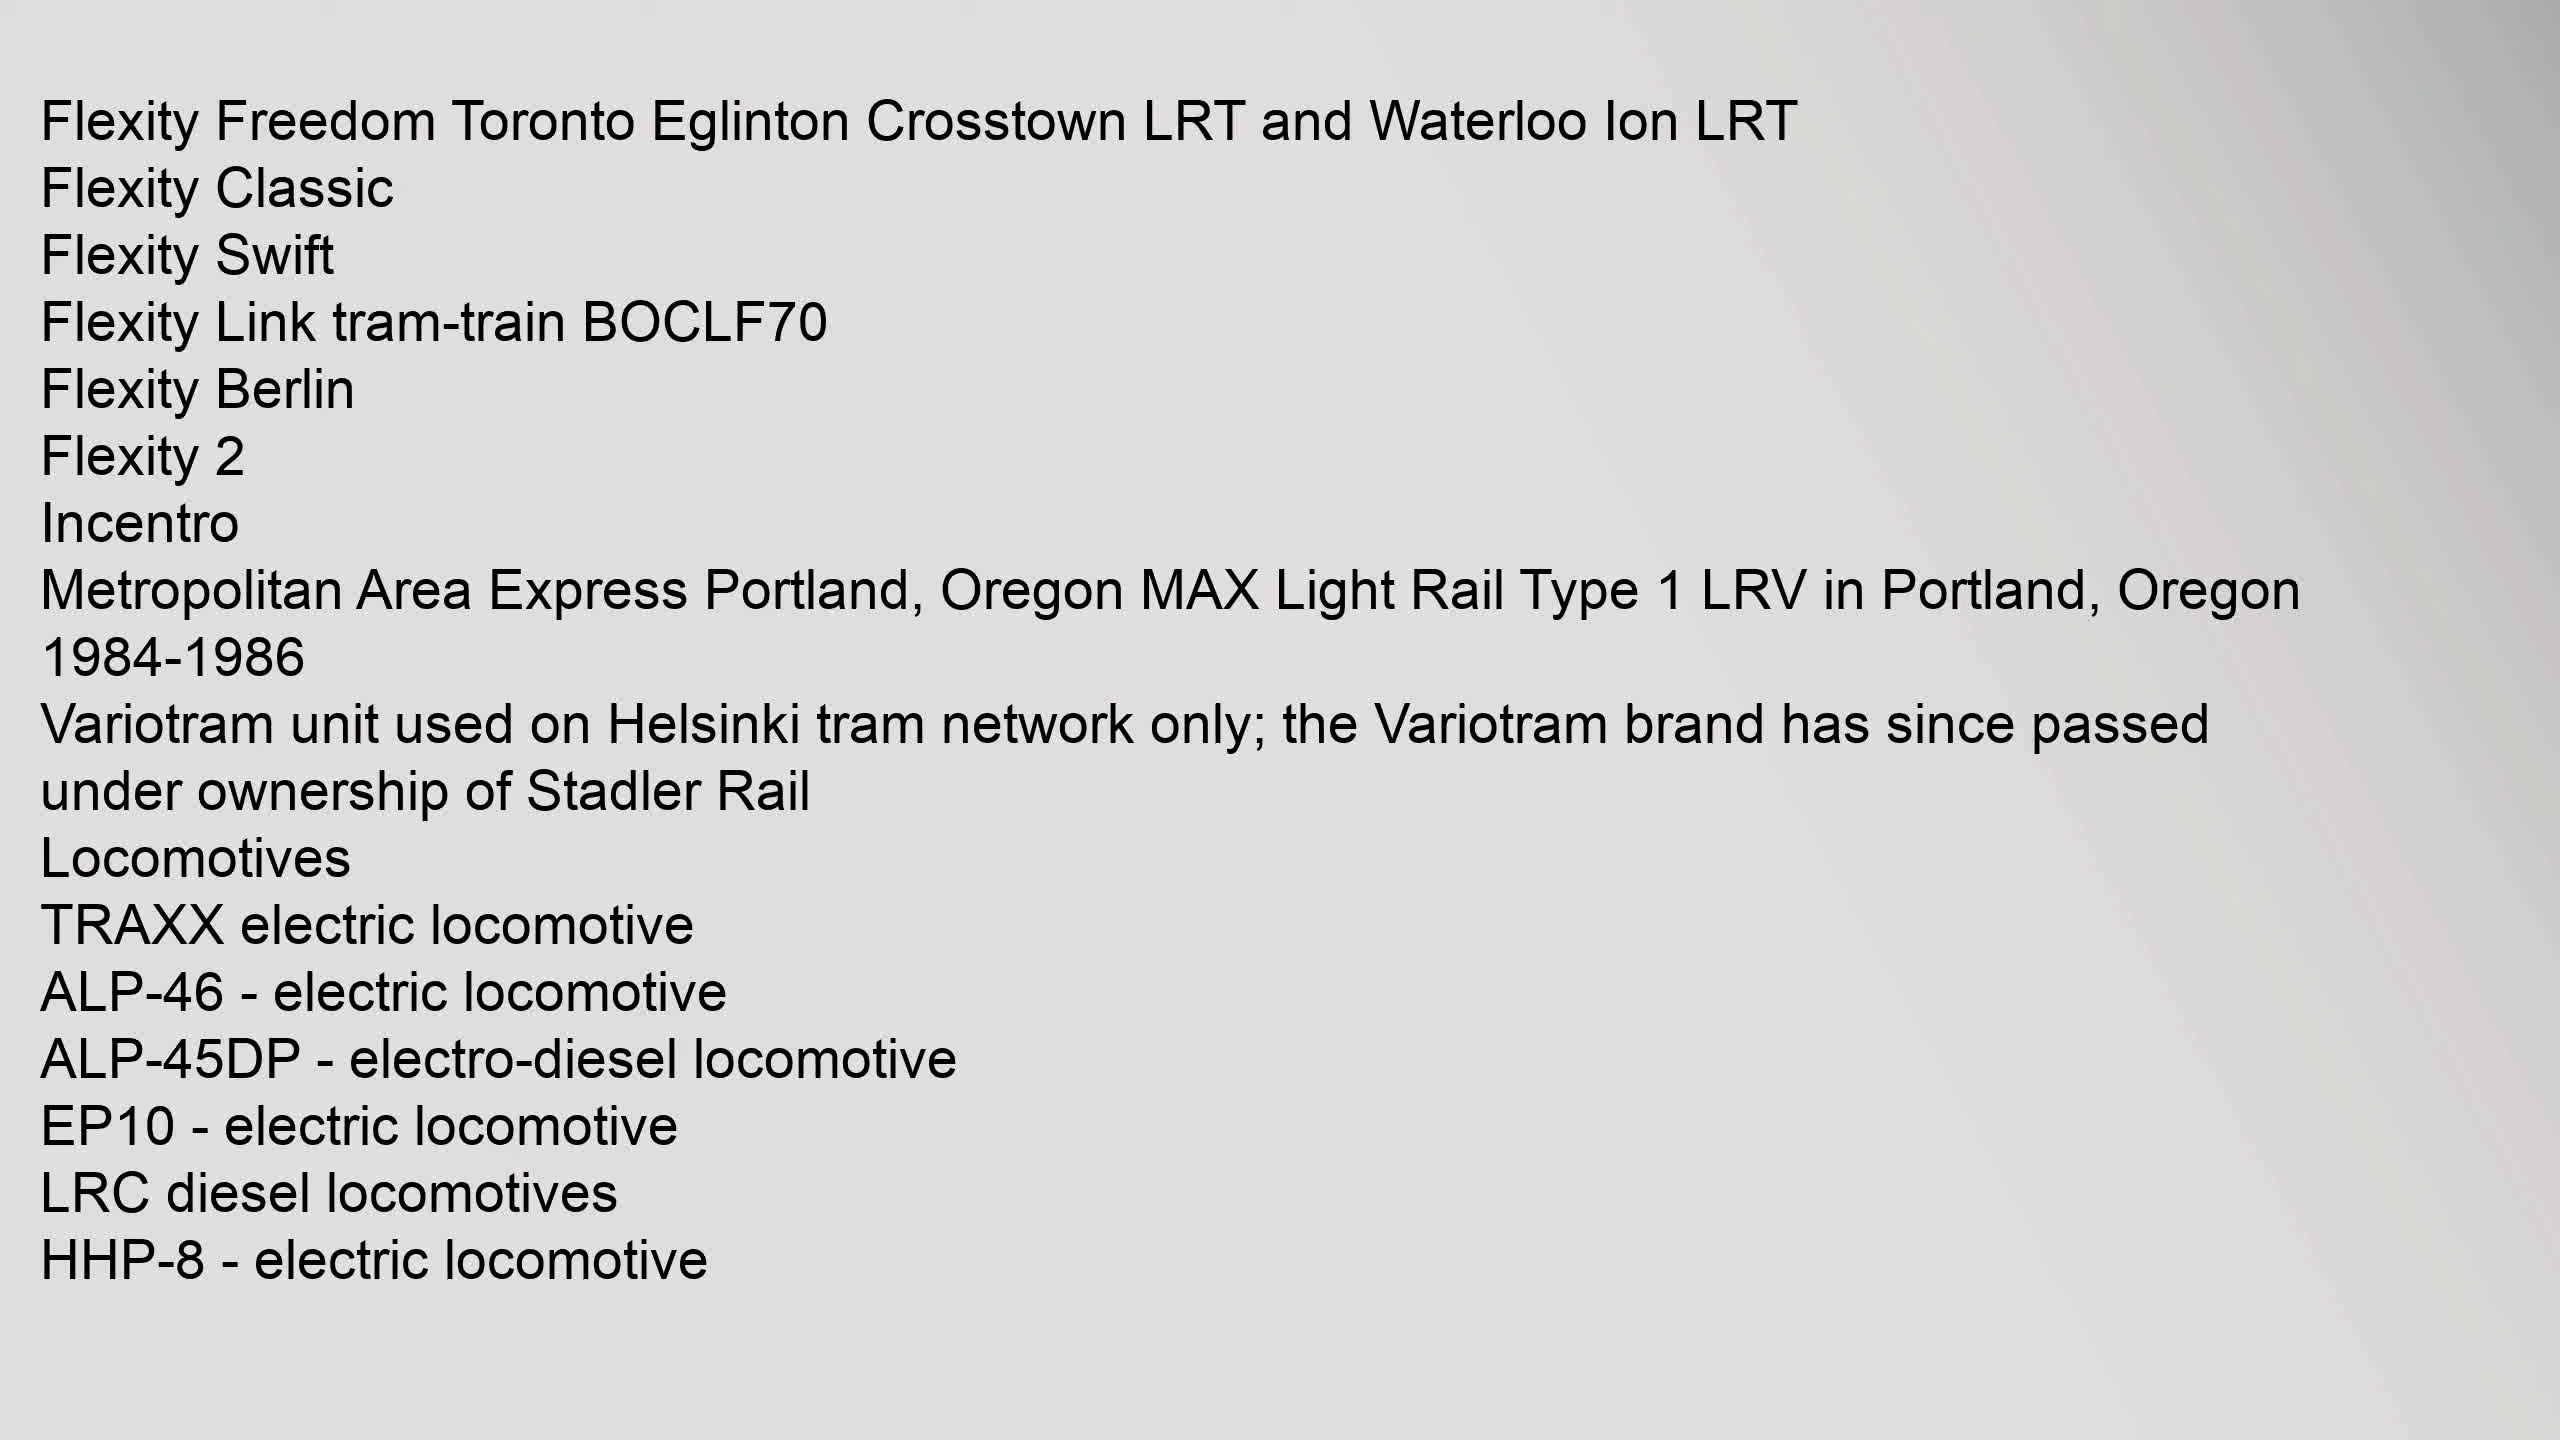 Flexity Freedom Toronto Eglinton Crosstown LRT and Waterloo Ion LRT
Flexity Classic
Flexity Swift
Flexity Link tram-train BOCLF70
Flexity Berlin
Flexity 2
Incentro
Metropolitan Area Express Portland, Oregon MAX Light Rail Type 1 LRV in Portland, Oregon
1984-1986
Variotram unit used on Helsinki tram network only; the Variotram brand has since passed
under ownership of Stadler Rail
Locomotives
TRAXX electric locomotive
ALP-46 - electric locomotive
ALP-45DP - electro-diesel locomotive
EP10 - electric locomotive
LRC diesel locomotives
HHP-8 - electric locomotive